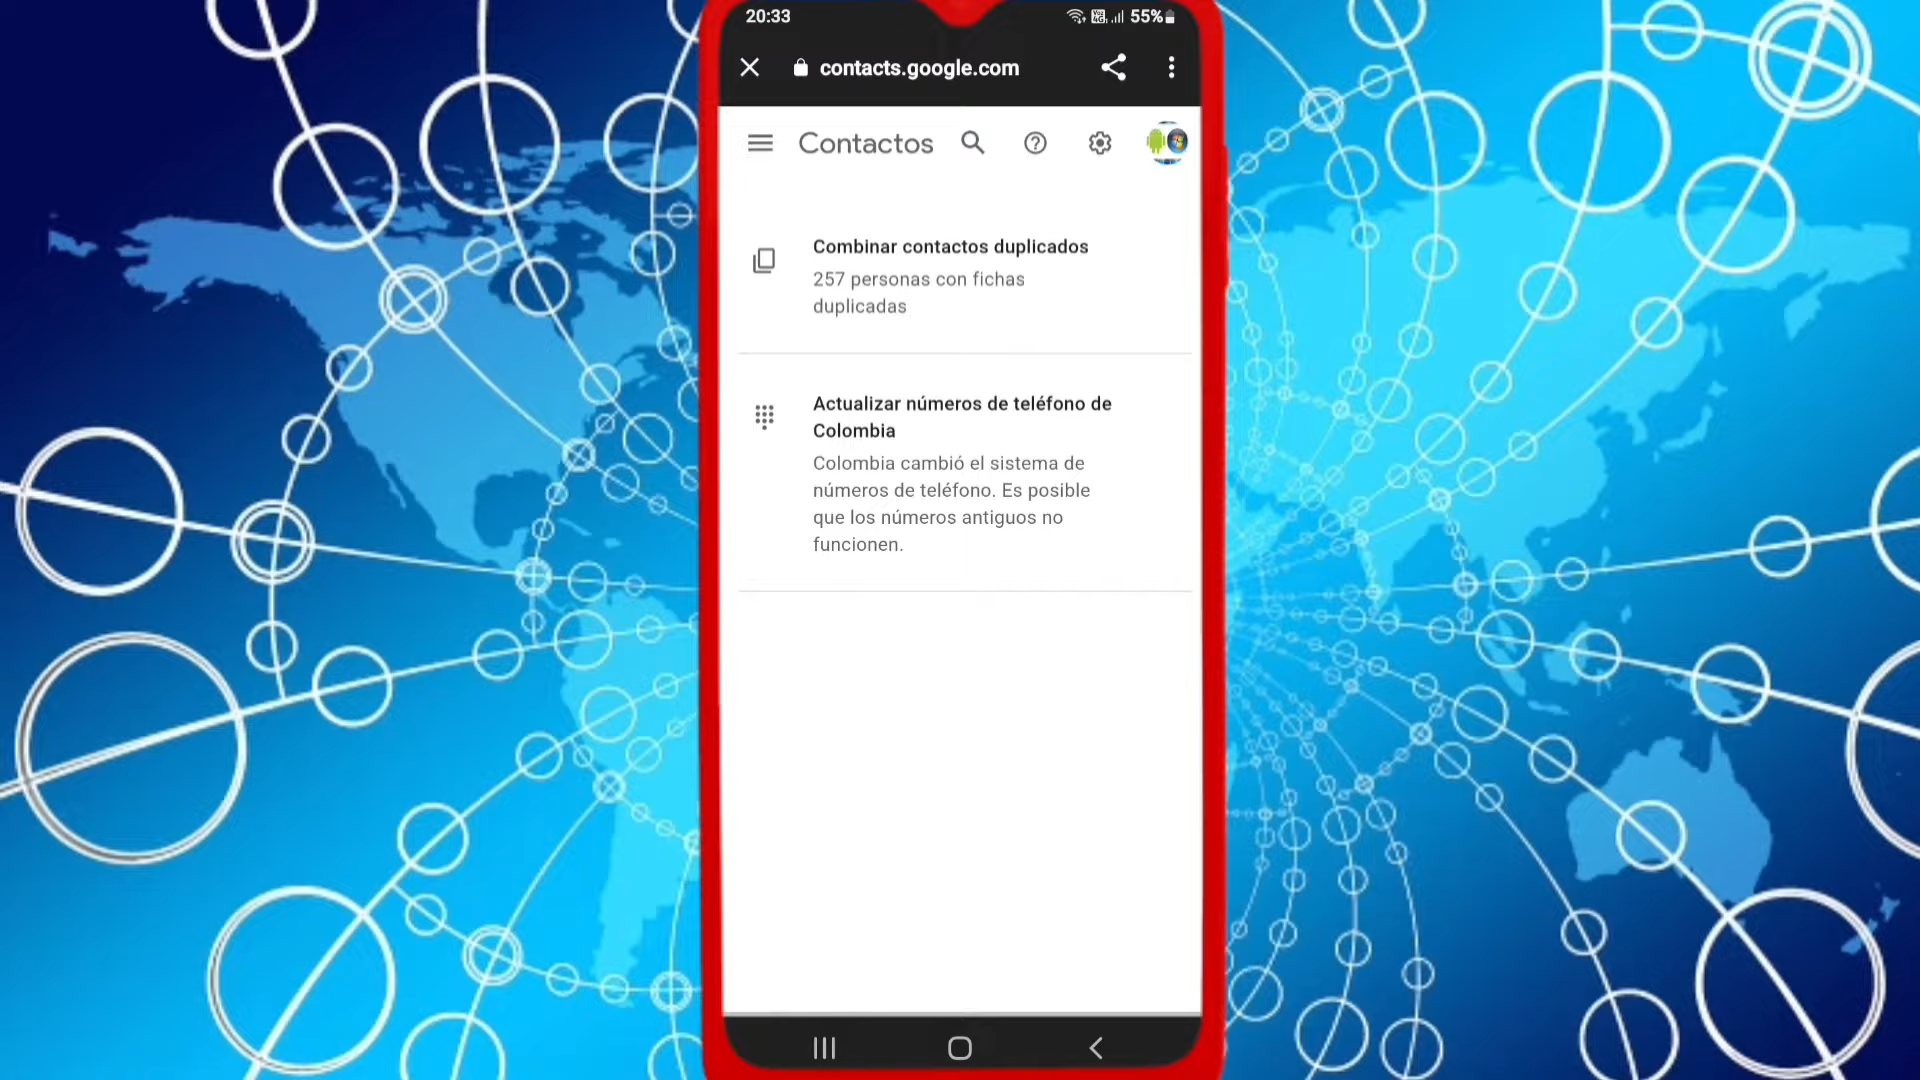 20:33
55%
contacts.google.com
Contactos
Combinar contactos duplicados
257 personas con fichas
duplicadas
Actualizar números de teléfono de
Colombia
Colombia cambió el sistema de
números de teléfono. Es posible
que los números antiguos no
funcionen.